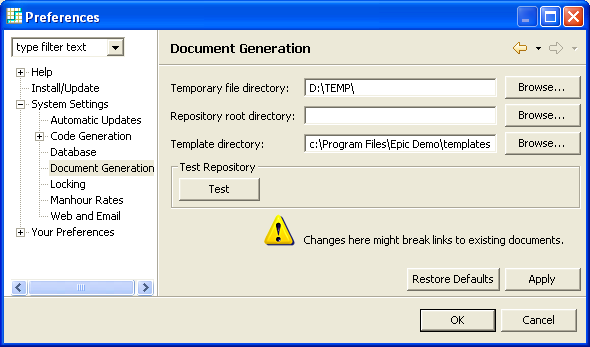 Preferences
type filter text
Help
Install/Update
System Settings
Automatic Updates
Code Generation
Database
Document Generation
Locking
Manhour Rates
Web and Email
Your Preferences
Document Generation
Temporary file directory: D:\TEMP\ Browse...
Repository root directory: Browse...
Template directory: c:\Program Files\Epic Demo\templates Browse...
Test Repository
Test
Changes here might break links to existing documents.
Restore Defaults Apply
OK Cancel